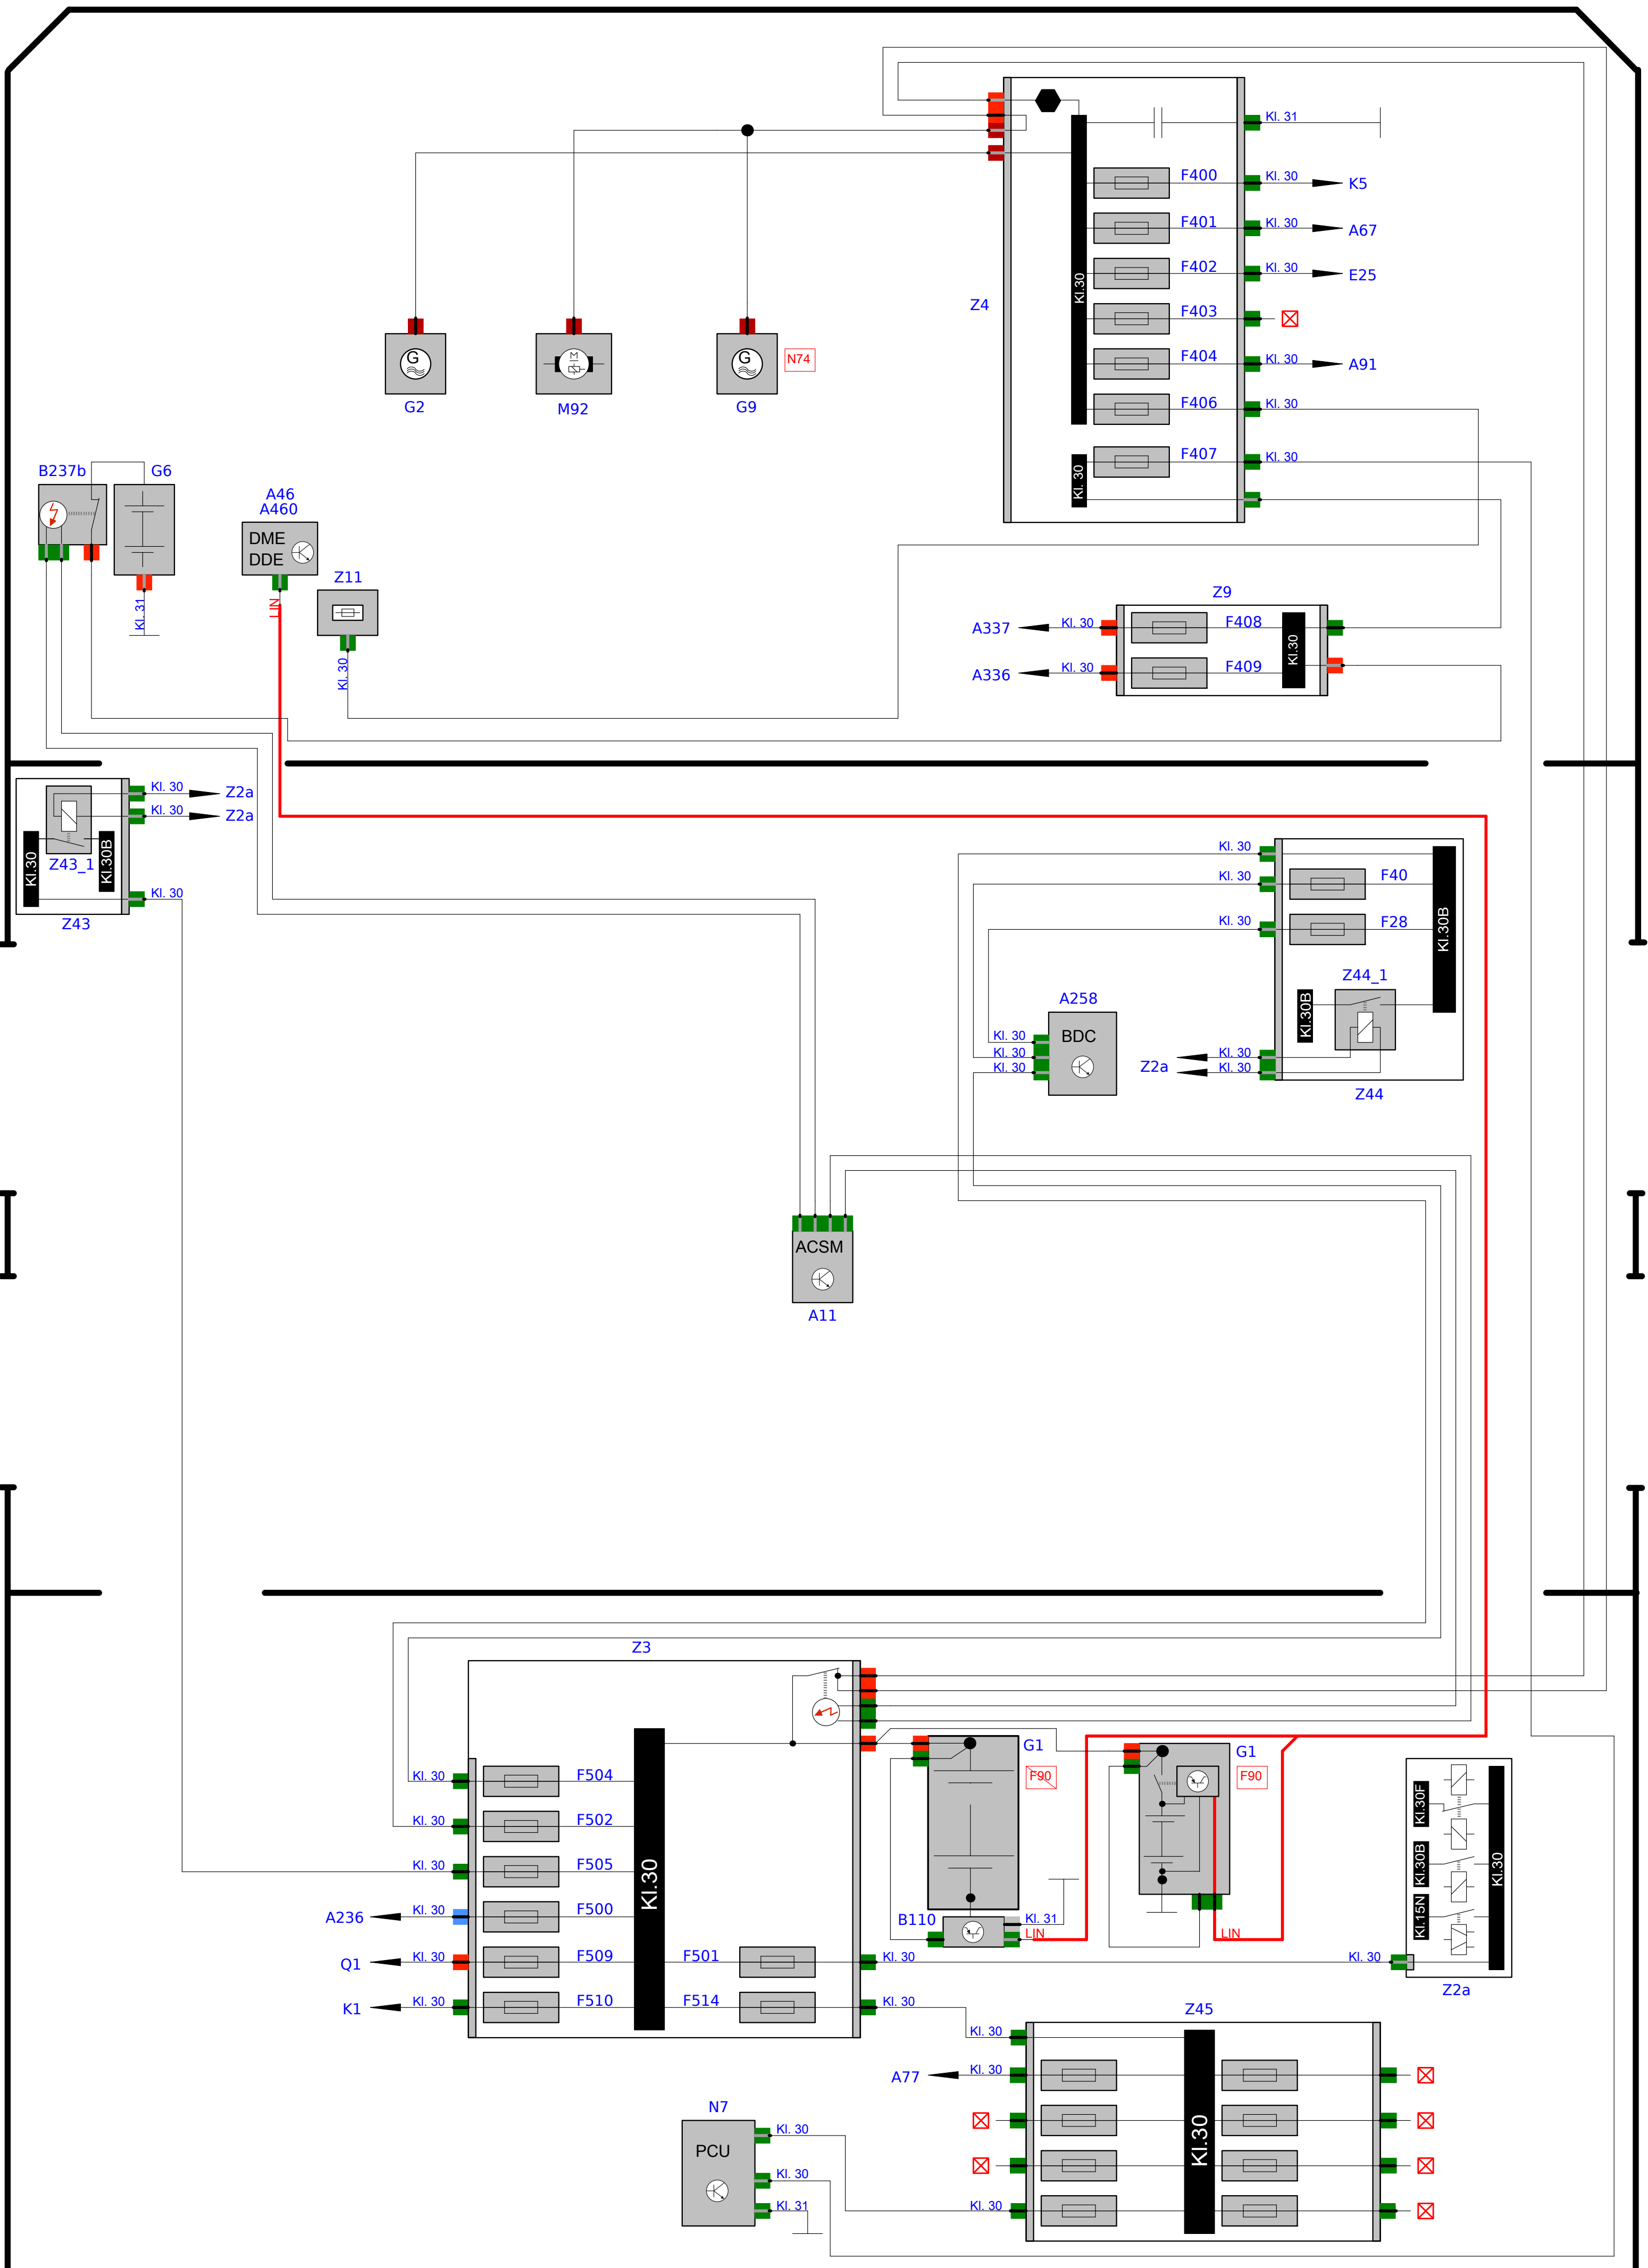 Kl. 31
F400
Kl. 30
K5
F401
Kl. 30
A67
F402
Kl. 30
E25
Z4
Kl.30
F403
F404
Kl. 30
A91
F406
Kl. 30
F407
Kl. 30
Kl. 30
G
G2
M
M92
G
G9
N74
B237b
G6
Kl. 31
A46
A460
DME
DDE
LIN
Z11
Kl. 30
Z9
A337
Kl. 30
F408
Kl.30
A336
Kl. 30
F409
Kl. 30
Z2a
Kl. 30
Z2a
Kl.30
Z43_1
Kl.30B
Kl. 30
Z43
Kl. 30
Kl. 30
F40
Kl. 30
F28
Kl.30B
Z44_1
Kl.30B
A258
BDC
Kl. 30
Kl. 30
Kl. 30
Z2a
Kl. 30
Kl. 30
Z44
ACSM
A11
Z3
Kl. 30
F504
Kl. 30
F502
Kl. 30
F505
Kl.30
A236
Kl. 30
F500
Q1
Kl. 30
F509
F501
Kl. 30
K1
Kl. 30
F510
F514
Kl. 30
G1
F90
B110
Kl. 31
LIN
G1
F90
LIN
Kl.30F
Kl.30B
Kl.15N
Kl.30
Kl. 30
Z2a
Z45
Kl. 30
A77
Kl. 30
Kl.30
Kl. 30
N7
PCU
Kl. 30
Kl. 30
Kl. 31